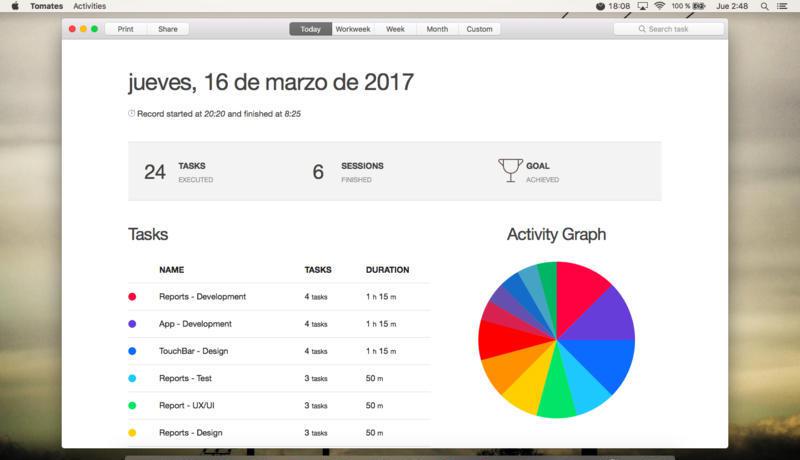 Tomates Activities 18:08 100 % Jue 2:48
Print Share Today Workweek Week Month Custom Search task
jueves, 16 de marzo de 2017
Record started at 20:20 and finished at 8:25
24 TASKS 6 SESSIONS GOAL
EXECUTED FINISHED ACHIEVED
Tasks Activity Graph
NAME TASKS DURATION
Reports - Development 4 tasks 1 h 15 m
App - Development 4 tasks 1 h 15 m
TouchBar - Design 4 tasks 1 h 15 m
Reports - Test 3 tasks 50 m
Report - UX/UI 3 tasks 50 m
Reports - Design 3 tasks 50 m